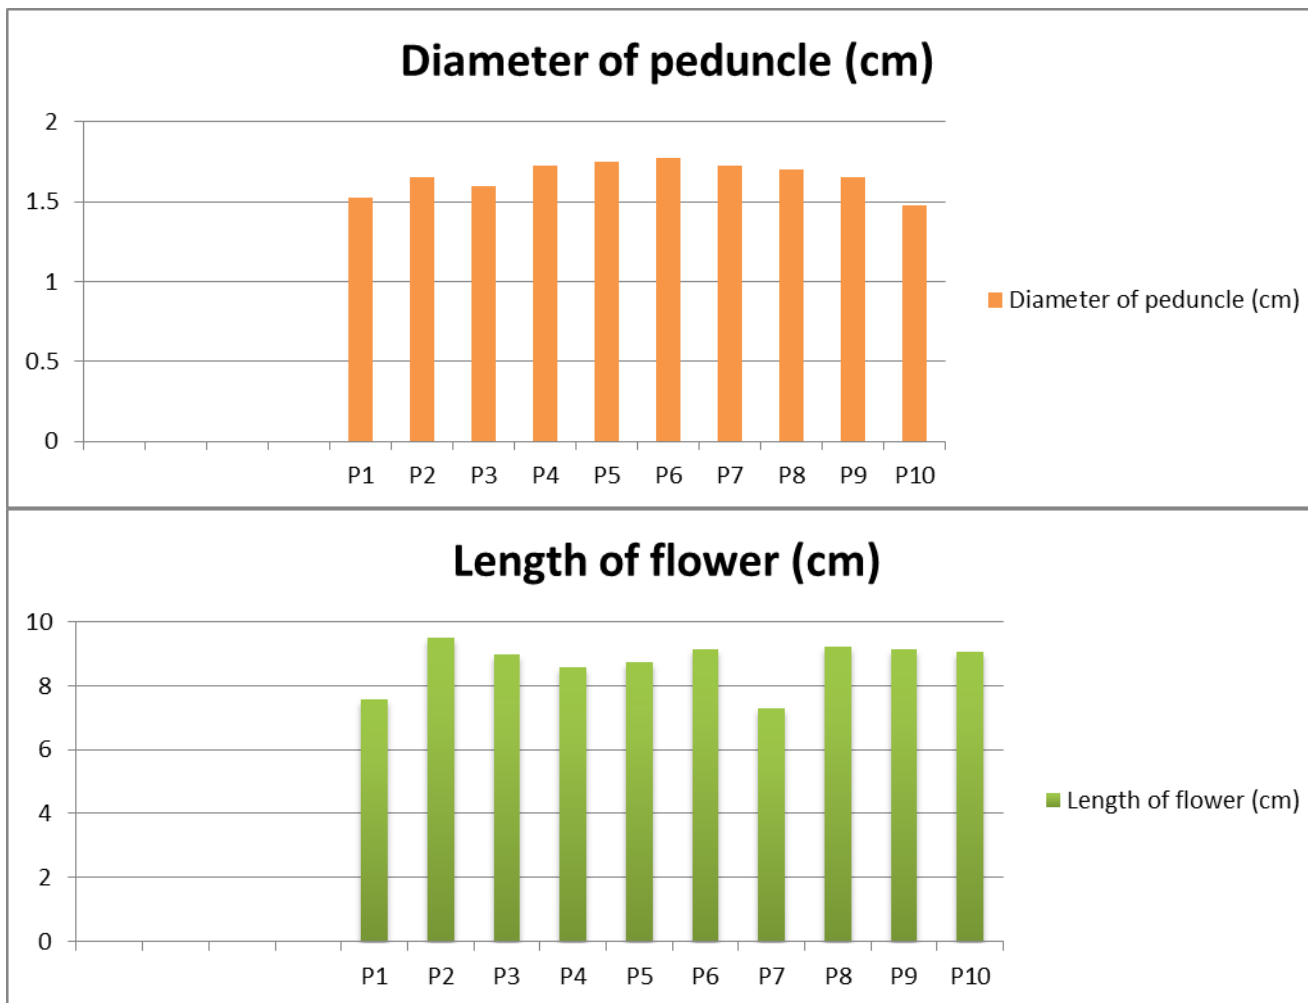 Diameter of peduncle (cm)
2
1.5
1
0.5
0
P1 P2 P3 P4 P5 P6 P7 P8 P9 P10
Diameter of peduncle (cm)
Length of flower (cm)
10
8
6
4
2
0
P1 P2 P3 P4 P5 P6 P7 P8 P9 P10
Length of flower (cm)